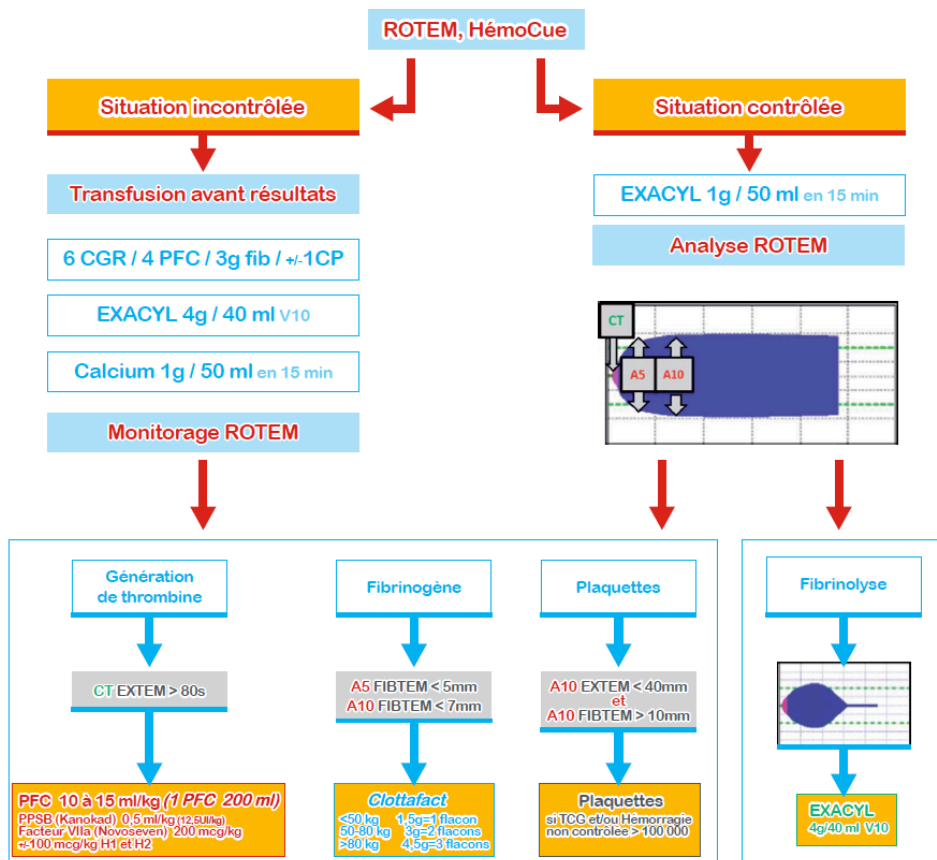 ROTEM, HémoCue
Situation incontrôlée
Transfusion avant résultats
6 CGR / 4 PFC / 3g fib / +/-1CP
EXACYL 4g / 40 ml V10
Calcium 1g / 50 ml en 15 min
Monitorage ROTEM
Situation contrôlée
EXACYL 1g / 50 ml en 15 min
Analyse ROTEM
CT
A5 A10
Génération
de thrombine
CT EXTEM > 80s
PFC 10 à 15 ml/kg (1 PFC 200 ml)
PPSB (Kanokad) 0,5 ml/kg (12,5UI/kg)
Facteur VIIa (Novoseven) 200 mcg/kg
+/-100 mcg/kg H1 et H2
Fibrinogène
A5 FIBTEM < 5mm
A10 FIBTEM < 7mm
Clottafact
<50 kg 1,5g=1 flacon
50-80 kg 3g=2 flacons
>80 kg 4,5g=3 flacons
Plaquettes
A10 EXTEM < 40mm
et
A10 FIBTEM > 10mm
Plaquettes
si TCG et/ou Hémorragie
non contrôlée > 100 000
Fibrinolyse
EXACYL
4g/40 ml V10